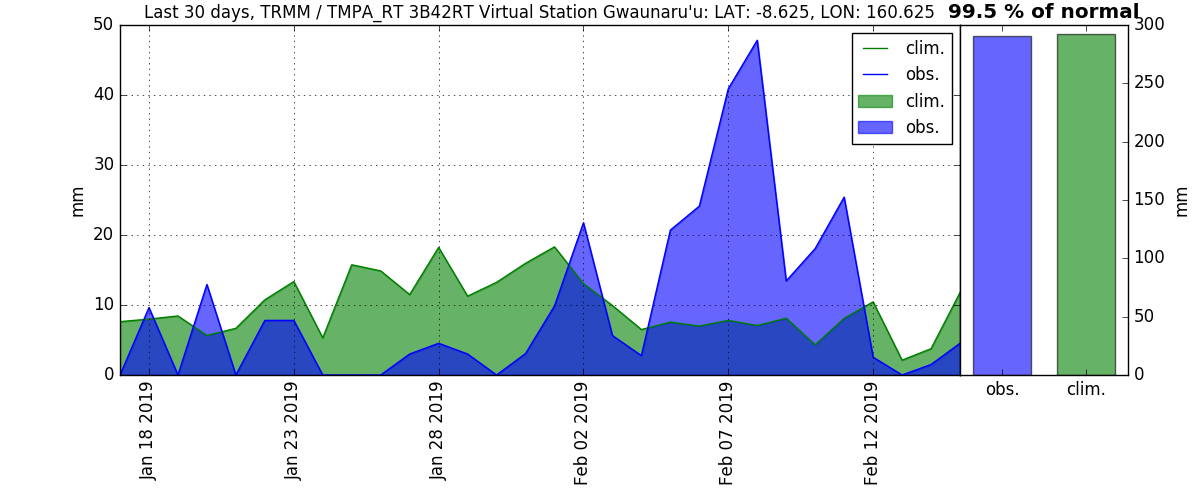 Last 30 days, TRMM / TMPA_RT 3B42RT Virtual Station Gwaunaru'u: LAT: -8.625, LON: 160.625
99.5 % of normal
50
40
30
20
10
0
mm
clim.
obs.
clim.
obs.
Jan 18 2019
Jan 23 2019
Jan 28 2019
Feb 02 2019
Feb 07 2019
Feb 12 2019
300
250
200
150
100
50
0
mm
obs.
clim.